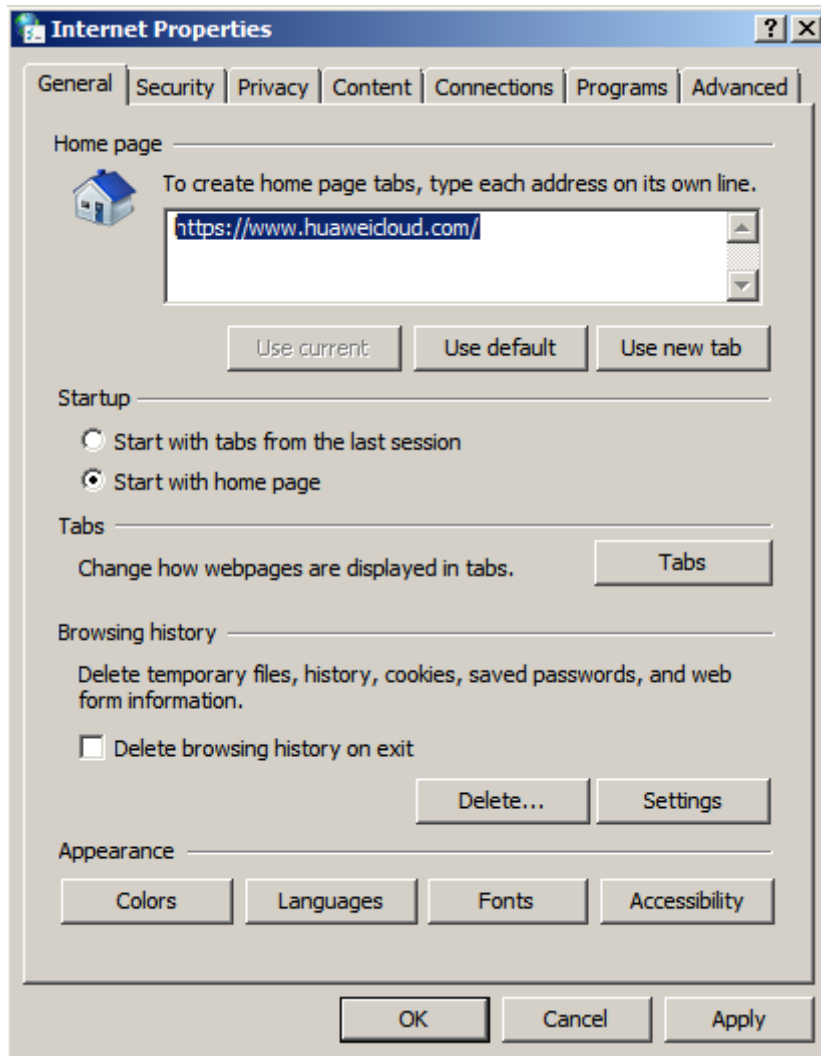 Internet Properties
General Security Privacy Content Connections Programs Advanced
Home page
To create home page tabs, type each address on its own line.
https://www.huaweicloud.com/
Use current Use default Use new tab
Startup
Start with tabs from the last session
Start with home page
Tabs
Change how webpages are displayed in tabs. Tabs
Browsing history
Delete temporary files, history, cookies, saved passwords, and web
form information.
Delete browsing history on exit
Delete... Settings
Appearance
Colors Languages Fonts Accessibility
OK Cancel Apply